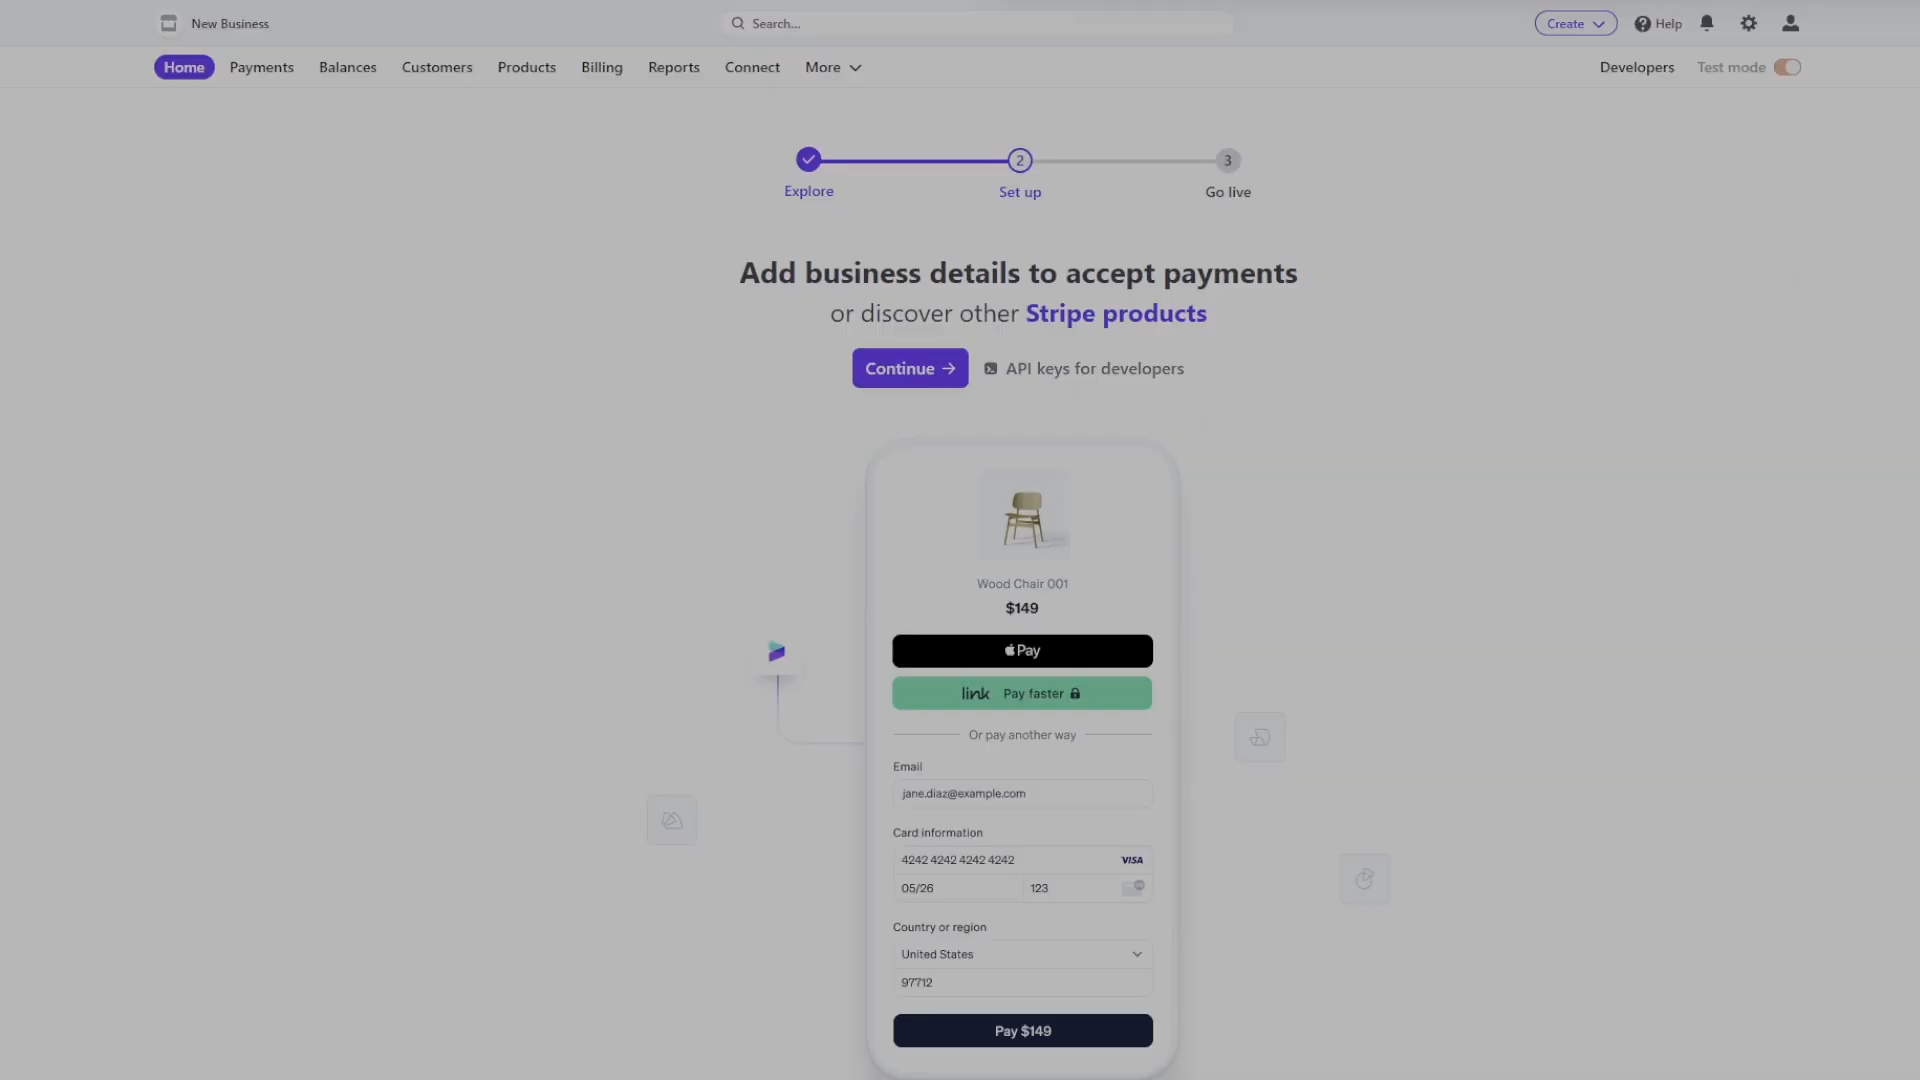 New Business
Search...
Create
Help
Home
Payments
Balances
Customers
Products
Billing
Reports
Connect
More
Developers
Test mode
2
3
Explore
Set up
Go live
Add business details to accept payments
or discover other Stripe products
Continue →
API keys for developers
Wood Chair 001
$149
Pay
link Pay faster
Or pay another way
Email
jane.diaz@example.com
Card information
4242 4242 4242 4242
VISA
05/26
123
Country or region
United States
97712
Pay $149